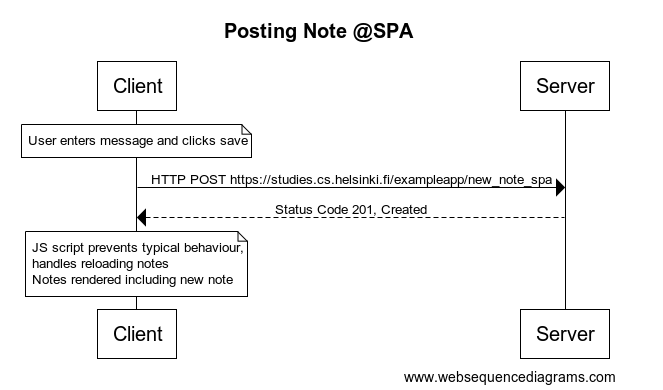 Posting Note @SPA
Client
Server
User enters message and clicks save
HTTP POST https://studies.cs.helsinki.fi/exampleapp/new_note_spa
Status Code 201, Created
JS script prevents typical behaviour,
handles reloading notes
Notes rendered including new note
Client
Server
www.websequencediagrams.com